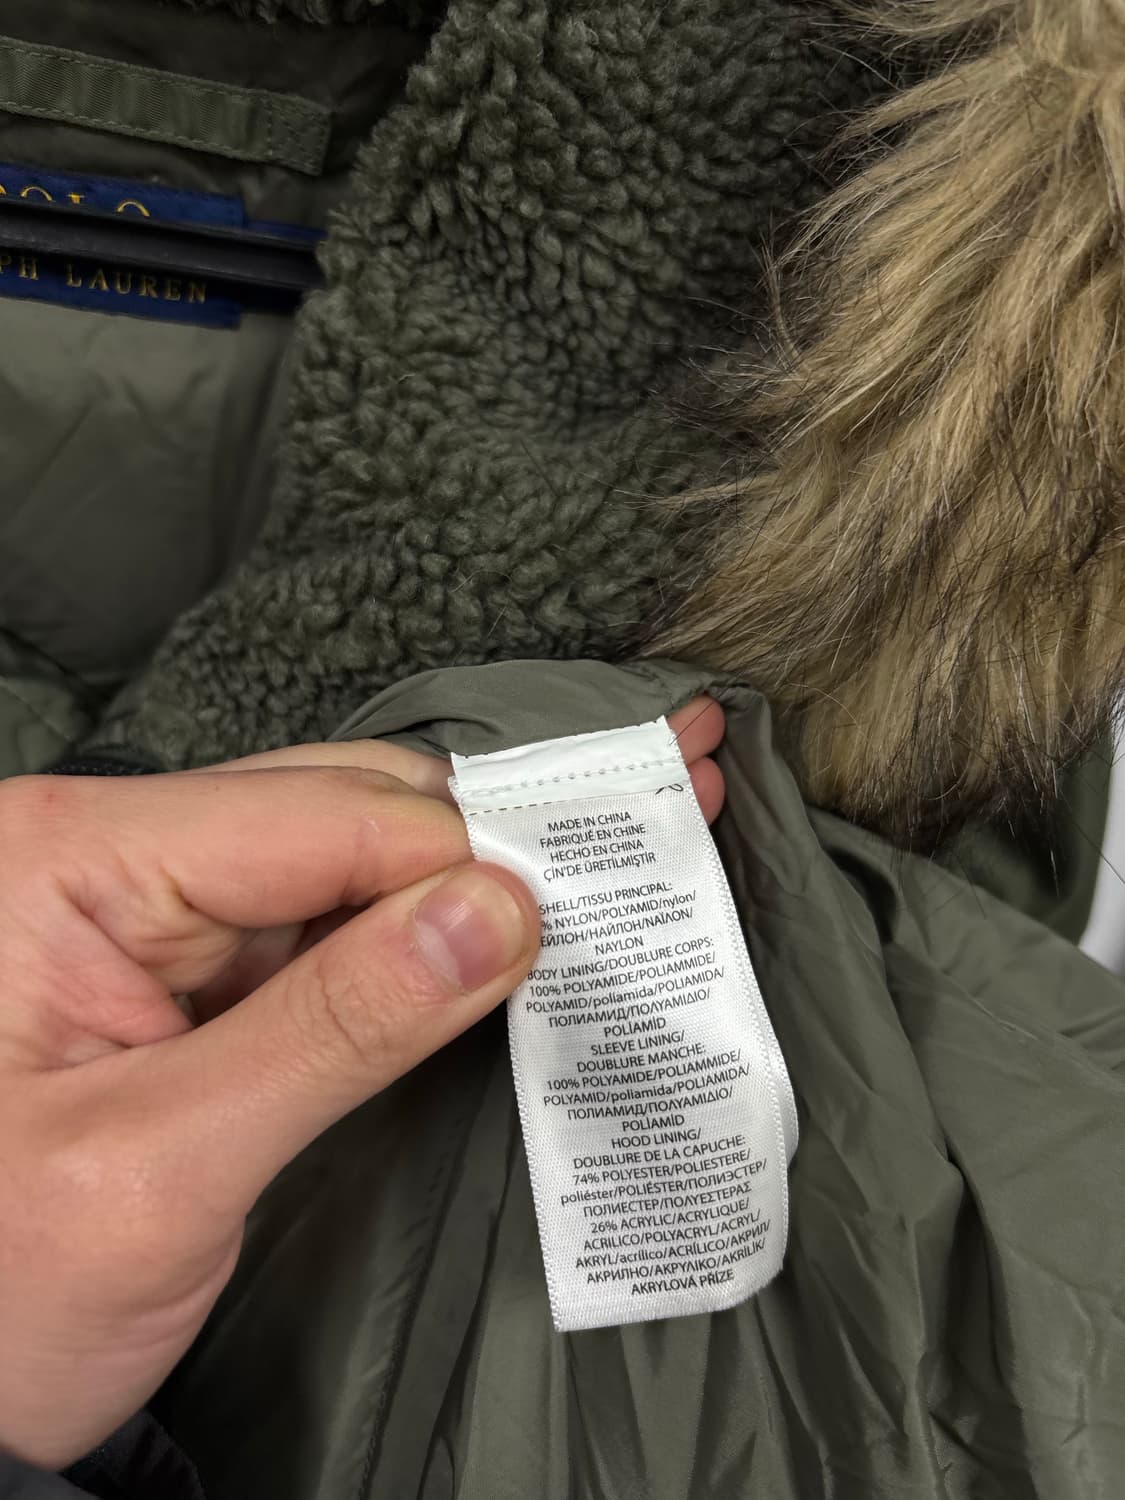 POLO
PH LAUREN
MADE IN CHINA
FABRIQUÉ EN CHINE
HECHO EN CHINA
ÇİN'DE ÜRETİLMİŞTİR
SHELL/TISSU PRINCIPAL:
% NYLON/POLYAMID/nylon/
ЕЙЛОН/НАЙЛОН/ΝΑΪΛΟΝ/
NAYLON
BODY LINING/DOUBLURE CORPS:
100% POLYAMIDE/POLIAMMIDE/
POLYAMID/poliamida/POLIAMIDA/
ПОЛИАМИД/ΠΟΛΥΑΜΙΔΙΟ/
POLİAMİD
SLEEVE LINING/
DOUBLURE MANCHE:
100% POLYAMIDE/POLIAMMIDE/
POLYAMID/poliamida/POLIAMIDA/
ПОЛИАМИД/ΠΟΛΥΑΜΙΔΙΟ/
POLİAMİD
HOOD LINING/
DOUBLURE DE LA CAPUCHE:
74% POLYESTER/POLIESTERE/
poliéster/POLIÉSTER/ПОЛИЭСТЕР/
ПОЛИЕСТЕР/ΠΟΛΥΕΣΤΕΡΑΣ
26% ACRYLIC/ACRYLIQUE/
ACRILICO/POLYACRYL/ACRYL/
AKRYL/acrílico/ACRÍLICO/АКРИЛ/
АКРИЛНО/ΑΚΡΥΛΙΚΟ/AKRİLİK/
AKRYLOVÁ PŘÍZE